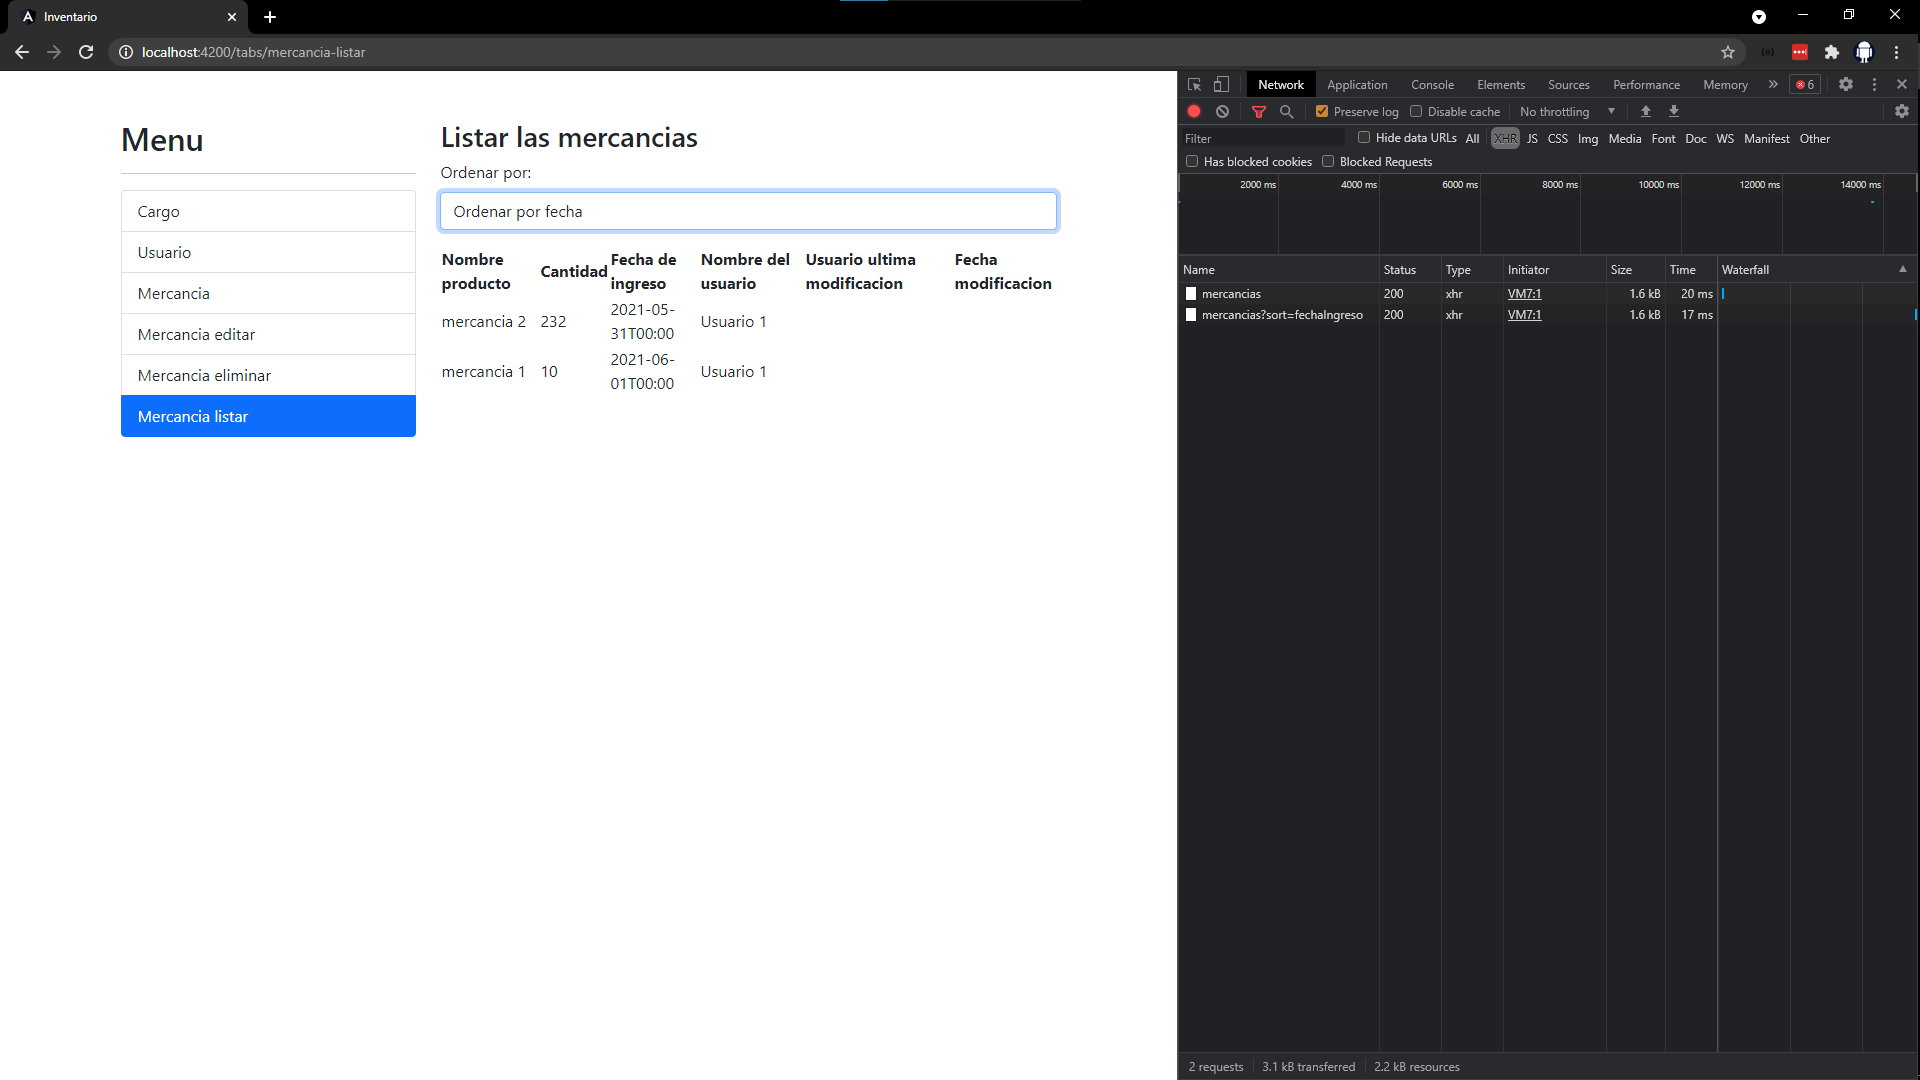 Inventario
localhost:4200/tabs/mercancia-listar
Menu
Cargo
Usuario
Mercancia
Mercancia editar
Mercancia eliminar
Mercancia listar
Listar las mercancias
Ordenar por:
Ordenar por fecha
Nombre producto Cantidad Fecha de ingreso Nombre del usuario Usuario ultima modificacion Fecha modificacion
mercancia 2 232 2021-05-31T00:00 Usuario 1
mercancia 1 10 2021-06-01T00:00 Usuario 1
Network Application Console Elements Sources Performance Memory 6
Preserve log Disable cache No throttling
Filter Hide data URLs All XHR JS CSS Img Media Font Doc WS Manifest Other
Has blocked cookies Blocked Requests
2000 ms 4000 ms 6000 ms 8000 ms 10000 ms 12000 ms 14000 ms
Name Status Type Initiator Size Time Waterfall
mercancias 200 xhr VM7:1 1.6 kB 20 ms
mercancias?sort=fechaIngreso 200 xhr VM7:1 1.6 kB 17 ms
2 requests 3.1 kB transferred 2.2 kB resources